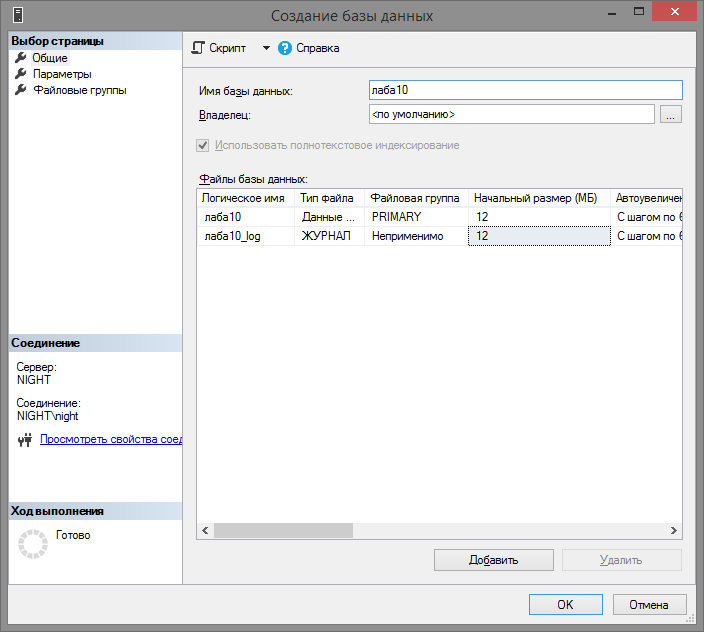 Создание базы данных
Выбор страницы
Общие
Параметры
Файловые группы
Скрипт
Справка
Имя базы данных:
лаба10
Владелец:
<по умолчанию>
...
Использовать полнотекстовое индексирование
Файлы базы данных:
Логическое имя Тип файла Файловая группа Начальный размер (МБ) Автоувеличен
лаба10 Данные ... PRIMARY 12 С шагом по 6
лаба10_log ЖУРНАЛ Неприменимо 12 С шагом по 6
Соединение
Сервер:
NIGHT
Соединение:
NIGHT\night
Просмотреть свойства соед
Ход выполнения
Готово
Добавить
Удалить
OK
Отмена